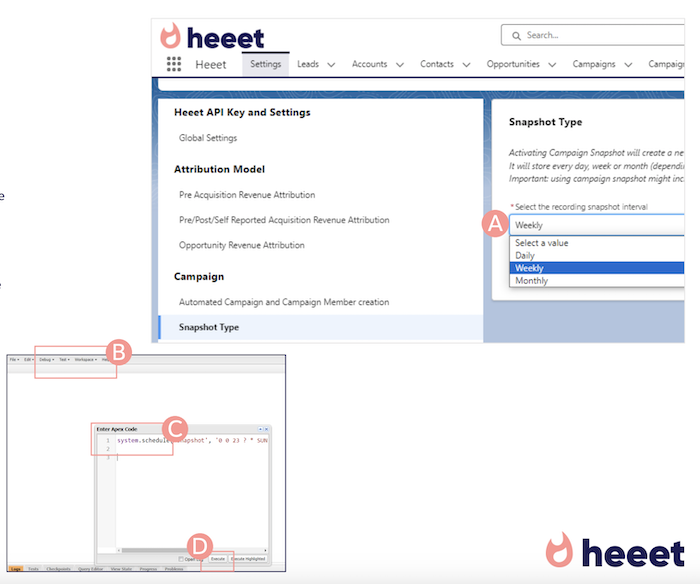 heeet
Search...
Heeet
Settings
Leads
Accounts
Contacts
Opportunities
Campaigns
Campaign
Heeet API Key and Settings
Global Settings
Attribution Model
Pre Acquisition Revenue Attribution
Pre/Post/Self Reported Acquisition Revenue Attribution
Opportunity Revenue Attribution
Campaign
Automated Campaign and Campaign Member creation
Snapshot Type
Snapshot Type
Activating Campaign Snapshot will create a ne
It will store every day, week or month (dependi
Important: using campaign snapshot might inc
* Select the recording snapshot interval
A
Weekly
Select a value
Daily
Weekly
Monthly
e
B
File Edit Debug Test Workspace
C
Enter Apex Code
1 system.schedule 'snapshot', '0 0 23 ? * SUN
2
3
D
Open Execute Execute Highlighted
Logs Tests Checkpoints Query Editor View State Progress Problems
heeet